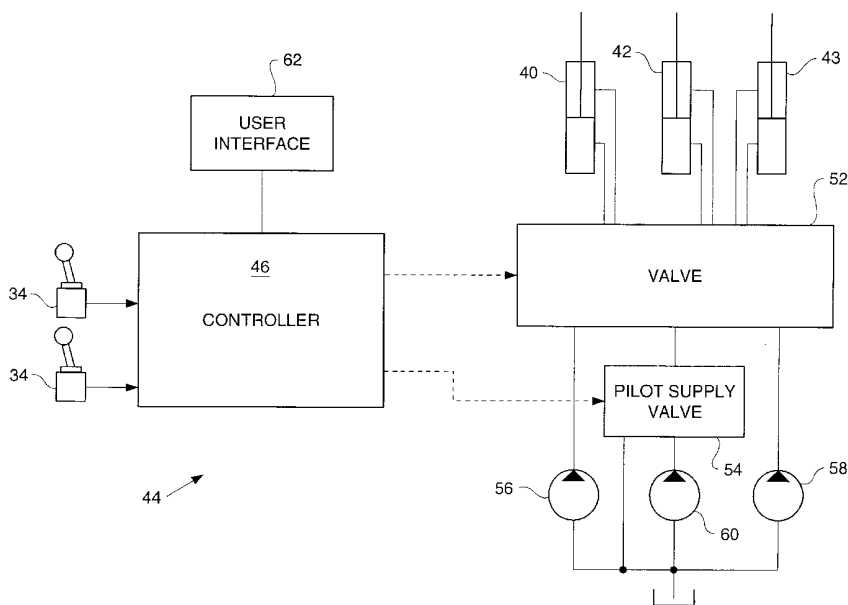 62
USER
INTERFACE
40
42
43
52
46
CONTROLLER
34
34
VALVE
PILOT SUPPLY
VALVE
54
56
58
60
44